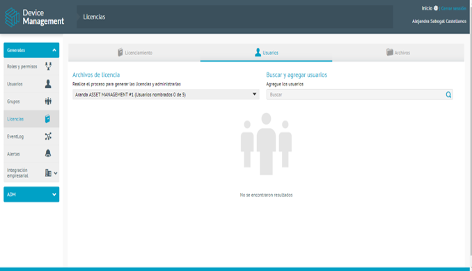 Device
Management
Licencias
Inicio
Alejandra Sabogal Castellanos
Generales
Roles y permisos
Usuarios
Grupos
Licencias
EventLog
Alertas
Integración
empresarial
ADM
Licenciamiento
Usuarios
Archivos
Archivos de licencia
Realice el proceso para generar las licencias y administrarlas
Aranda ASSET MANAGEMENT #1 (Usuarios nombrados 0 de 5)
Buscar y agregar usuarios
Agregue los usuarios
Buscar
No se encontraron resultados